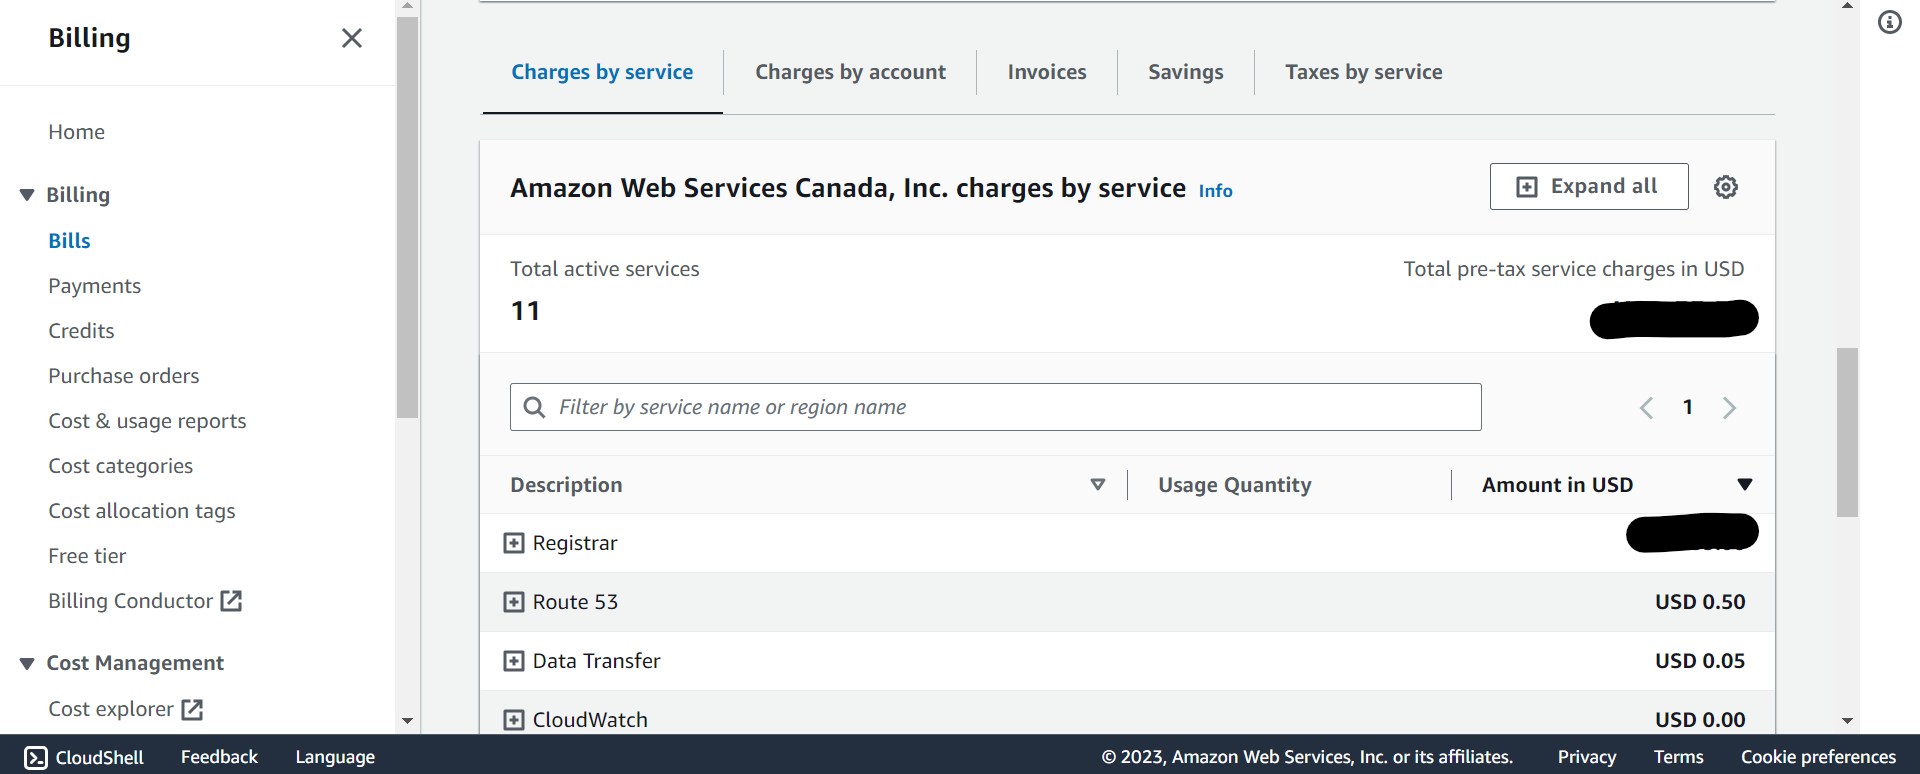 Billing
Home
Billing
Bills
Payments
Credits
Purchase orders
Cost & usage reports
Cost categories
Cost allocation tags
Free tier
Billing Conductor
Cost Management
Cost explorer
Charges by service
Charges by account
Invoices
Savings
Taxes by service
Amazon Web Services Canada, Inc. charges by service Info
Expand all
Total active services
11
Total pre-tax service charges in USD
Filter by service name or region name
1
Description
Usage Quantity
Amount in USD
Registrar
Route 53
USD 0.50
Data Transfer
USD 0.05
CloudWatch
USD 0.00
CloudShell
Feedback
Language
© 2023, Amazon Web Services, Inc. or its affiliates.
Privacy
Terms
Cookie preferences